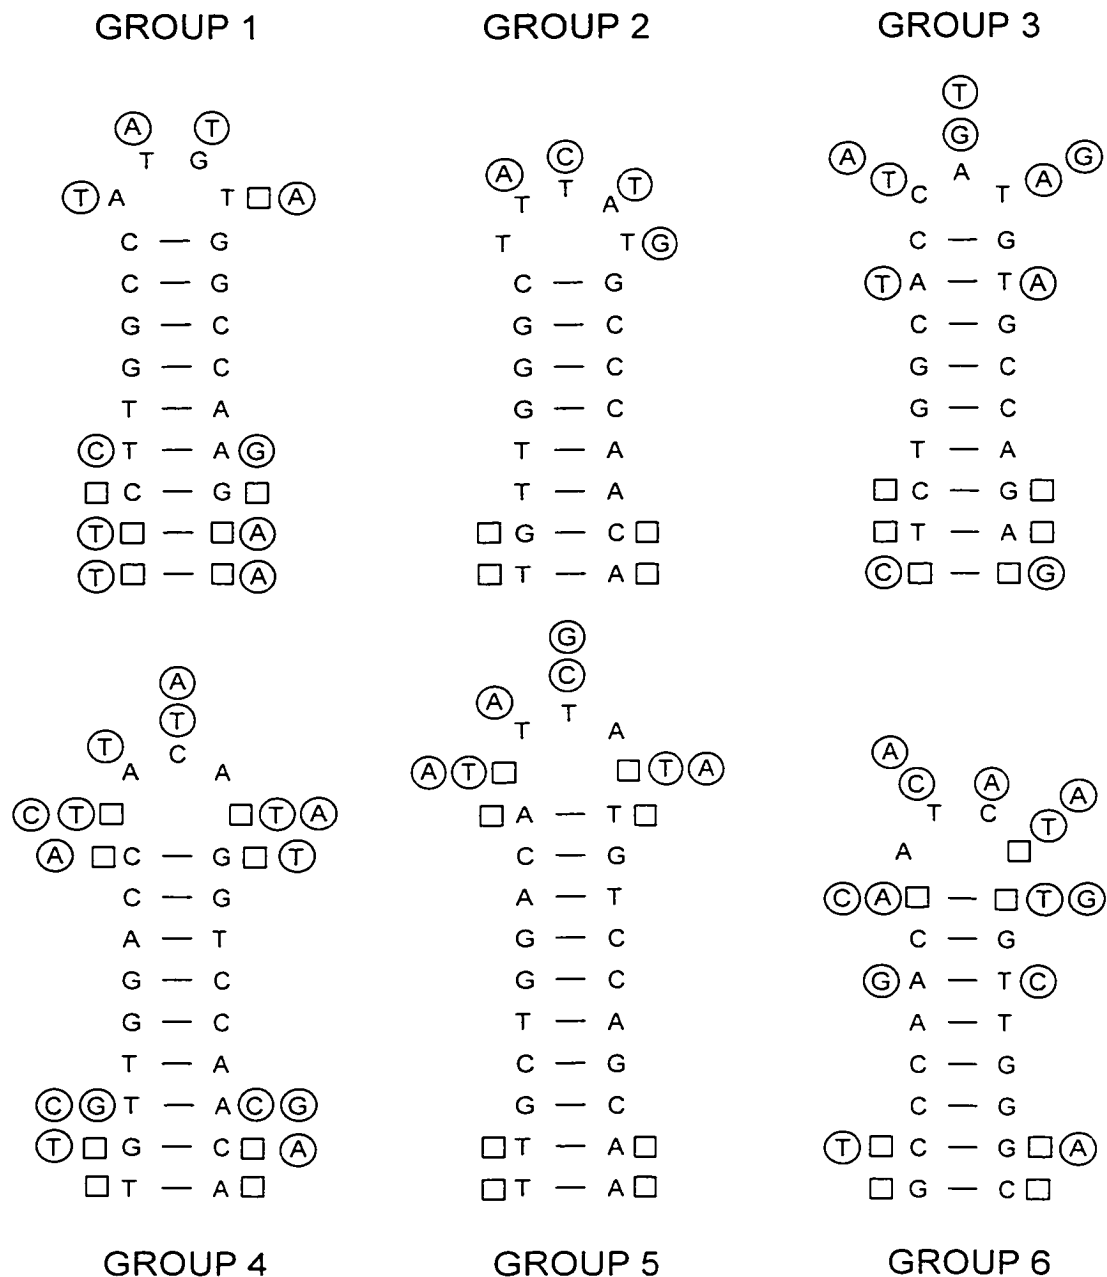 GROUP 1 GROUP 2 GROUP 3
T
A T G
C A G
A T A T
T G A T T A
T A T □ A C A T
T A T G
C — G T T G C — G
C — G C — G T A — T A
G — C G — C C — G
G — C G — C G — C
T — A G — C G — C
C T — A G T — A T — A
□ C — G □ T — A □ C — G □
T □ — □ A □ G — C □ □ T — A □
T □ — □ A □ T — A □ C □ — □ G
G
A C
T A
T C T A A
A A T A C A A
C T □ □ T A A T □ □ T A T C T
A □ C — G □ T □ A — T □ A □
C — G C — G C A □ — □ T G
A — T A — T C — G
G — C G — C G A — T C
G — C G — C A — T
T — A T — A C — G
C G T — A C G C — G C — G
T □ G — C □ A G — C T □ C — G □ A
□ T — A □ □ T — A □ □ G — C □
□ T — A □
GROUP 4 GROUP 5 GROUP 6